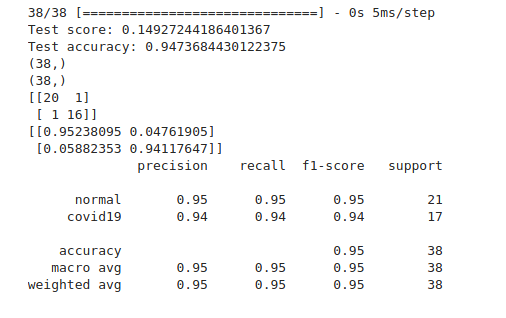 38/38 [==============================] - 0s 5ms/step
Test score: 0.14927244186401367
Test accuracy: 0.9473684430122375
(38,)
(38,)
[[20  1]
 [ 1 16]]
[[0.95238095 0.04761905]
 [0.05882353 0.94117647]]
              precision    recall  f1-score   support

      normal       0.95      0.95      0.95        21
     covid19       0.94      0.94      0.94        17

    accuracy                           0.95        38
   macro avg       0.95      0.95      0.95        38
weighted avg       0.95      0.95      0.95        38